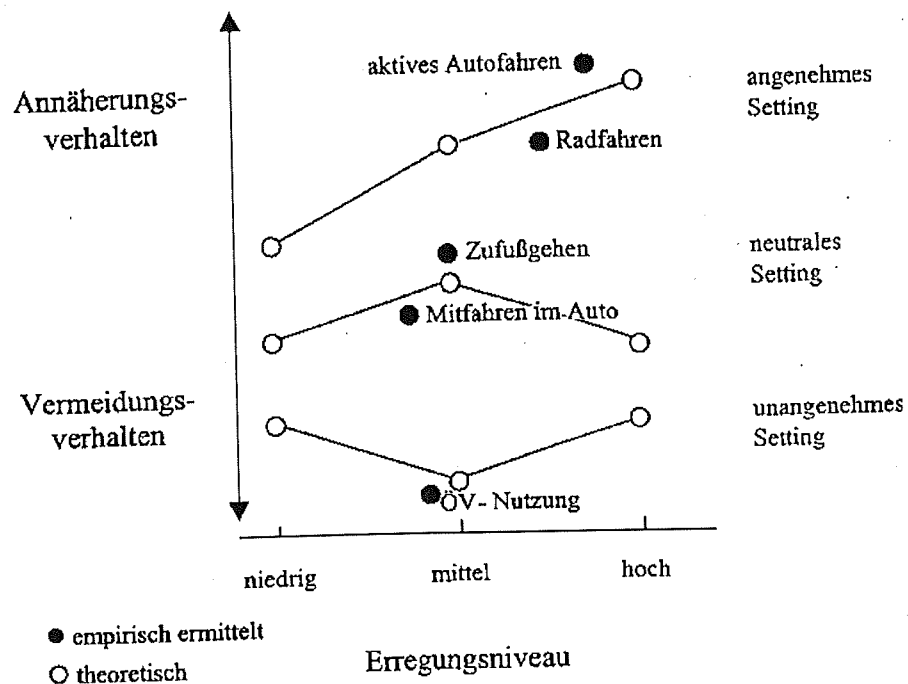 aktives Autofahren
angenehmes
Setting
Annäherungs-
verhalten
Radfahren
Zufußgehen
neutrales
Setting
Mitfahren im Auto
Vermeidungs-
verhalten
unangenehmes
Setting
ÖV- Nutzung
niedrig
mittel
hoch
empirisch ermittelt
theoretisch
Erregungsniveau